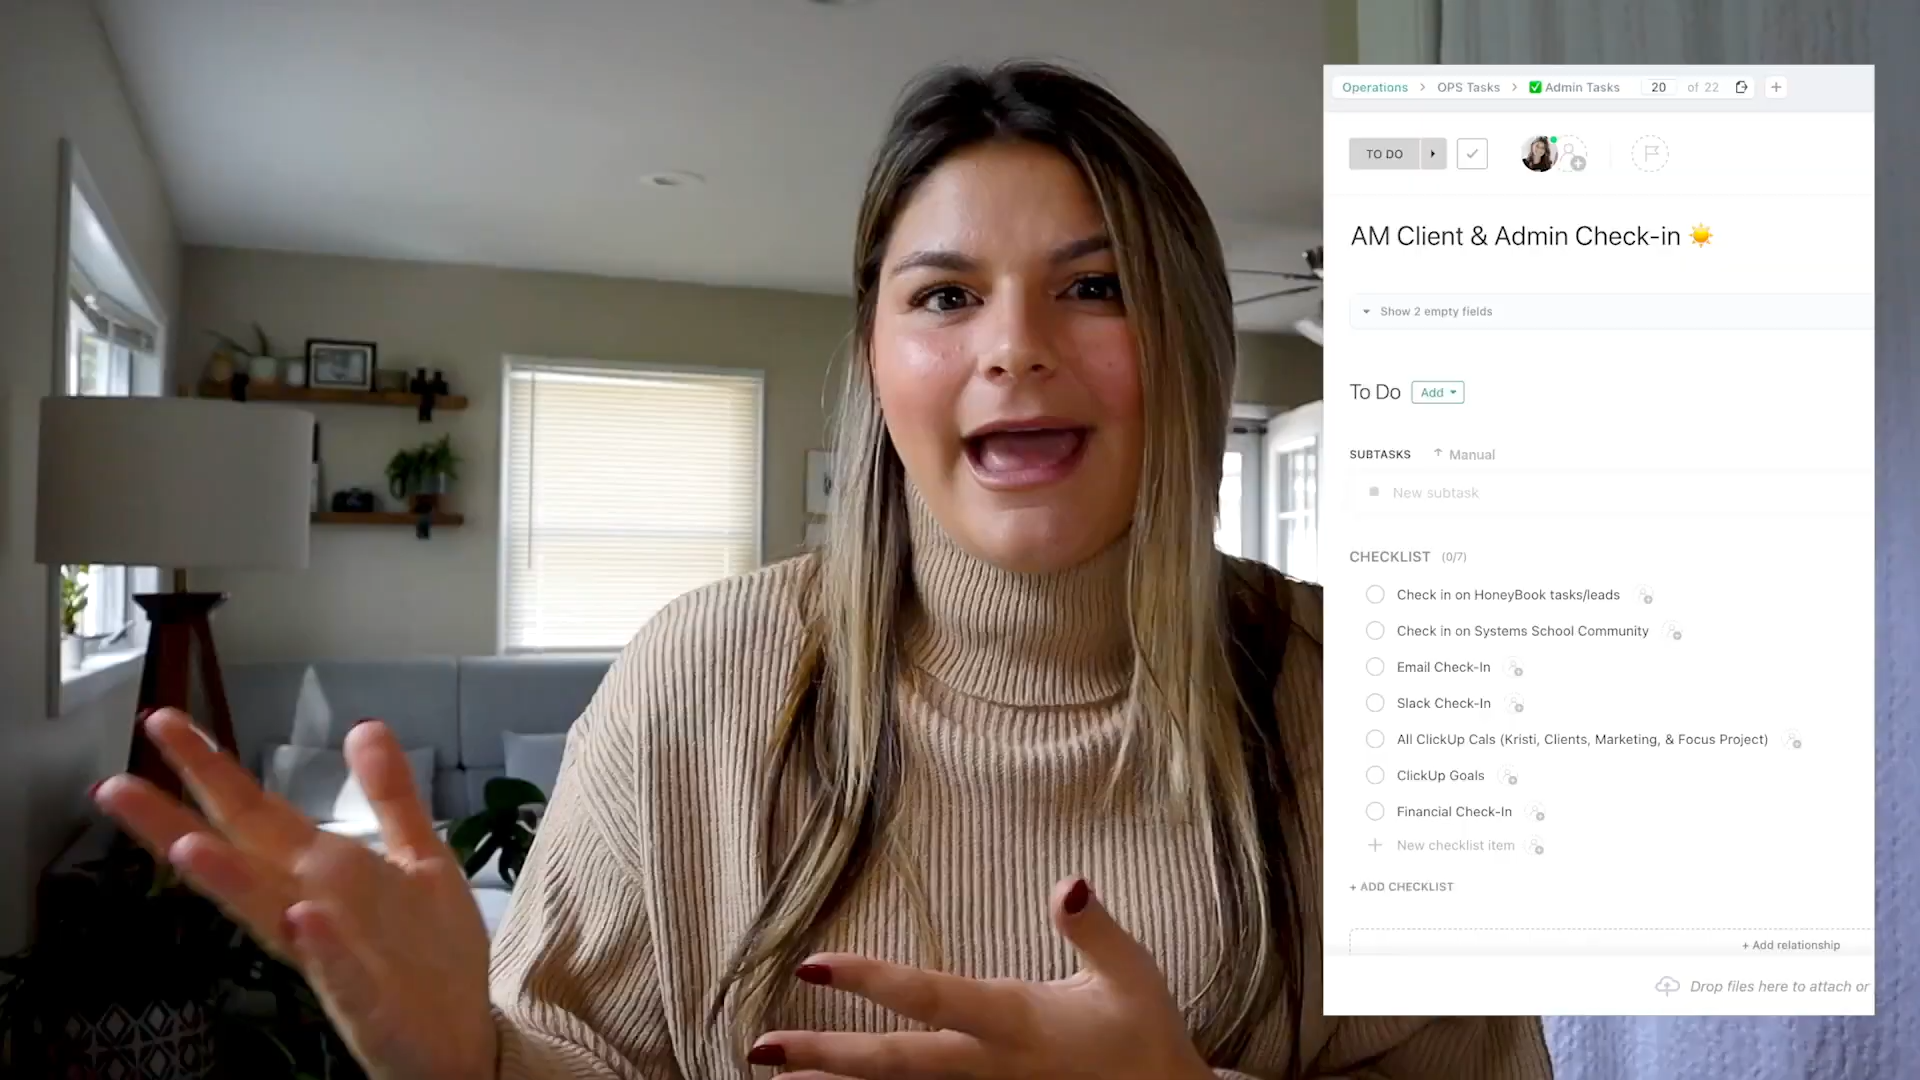 Operations > OPS Tasks > ✅ Admin Tasks 20 of 22 +
TO DO
AM Client & Admin Check-in ☀️
Show 2 empty fields
To Do Add
SUBTASKS ↑ Manual
New subtask
CHECKLIST (0/7)
Check in on HoneyBook tasks/leads
Check in on Systems School Community
Email Check-In
Slack Check-In
All ClickUp Cals (Kristi, Clients, Marketing, & Focus Project)
ClickUp Goals
Financial Check-In
+ New checklist item
+ ADD CHECKLIST
+ Add relationship
Drop files here to attach or